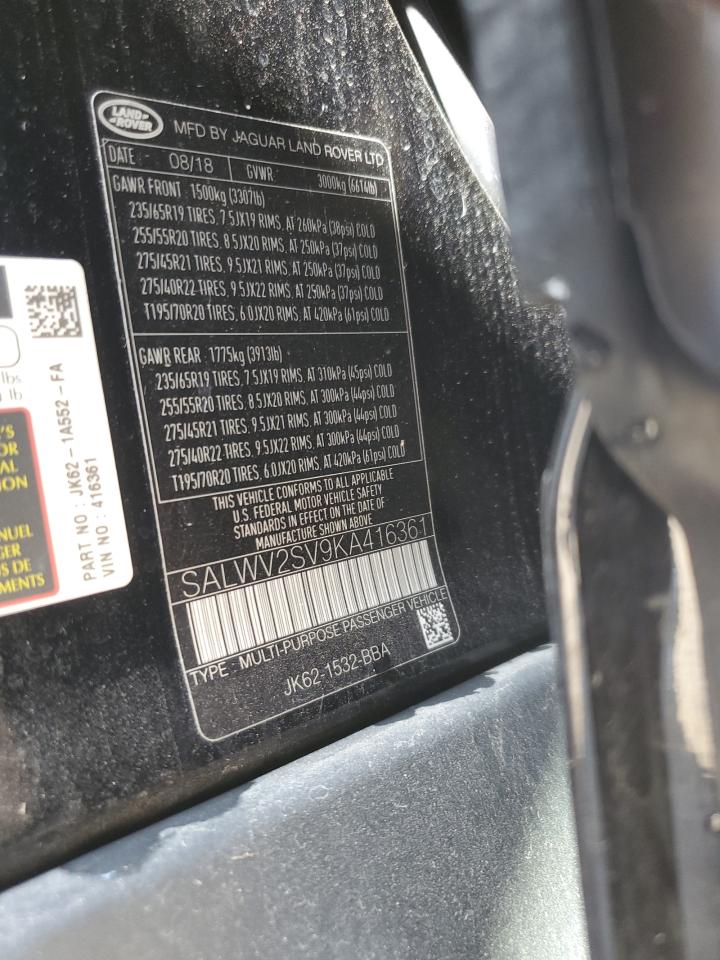 LAND ROVER
MFD BY JAGUAR LAND ROVER LTD
DATE - 08/18 GVWR: 3000kg (6614lb)
GAWR FRONT : 1500kg (3307lb)
235/65R19 TIRES, 7.5JX19 RIMS, AT 260kPa (38psi) COLD
255/55R20 TIRES, 8.5JX20 RIMS, AT 250kPa (37psi) COLD
275/45R21 TIRES, 9.5JX21 RIMS, AT 250kPa (37psi) COLD
275/40R22 TIRES, 9.5JX22 RIMS, AT 250kPa (37psi) COLD
T195/70R20 TIRES, 6.0JX20 RIMS, AT 420kPa (61psi) COLD
GAWR REAR : 1775kg (3913lb)
235/65R19 TIRES, 7.5JX19 RIMS, AT 310kPa (45psi) COLD
255/55R20 TIRES, 8.5JX20 RIMS, AT 300kPa (44psi) COLD
275/45R21 TIRES, 9.5JX21 RIMS, AT 300kPa (44psi) COLD
275/40R22 TIRES, 9.5JX22 RIMS, AT 300kPa (44psi) COLD
T195/70R20 TIRES, 6.0JX20 RIMS, AT 420kPa (61psi) COLD
THIS VEHICLE CONFORMS TO ALL APPLICABLE
U.S. FEDERAL MOTOR VEHICLE SAFETY
STANDARDS IN EFFECT ON THE DATE OF
MANUFACTURE SHOWN ABOVE
SALWV2SV9KA416361
TYPE - MULTI-PURPOSE PASSENGER VEHICLE
JK62-1532-BBA
PART NO : JK62 - 1A552 - FA
VIN NO : 416361
lbs
lb
'S
OR
AL
ION
NUEL
GER
US DE
MENTS